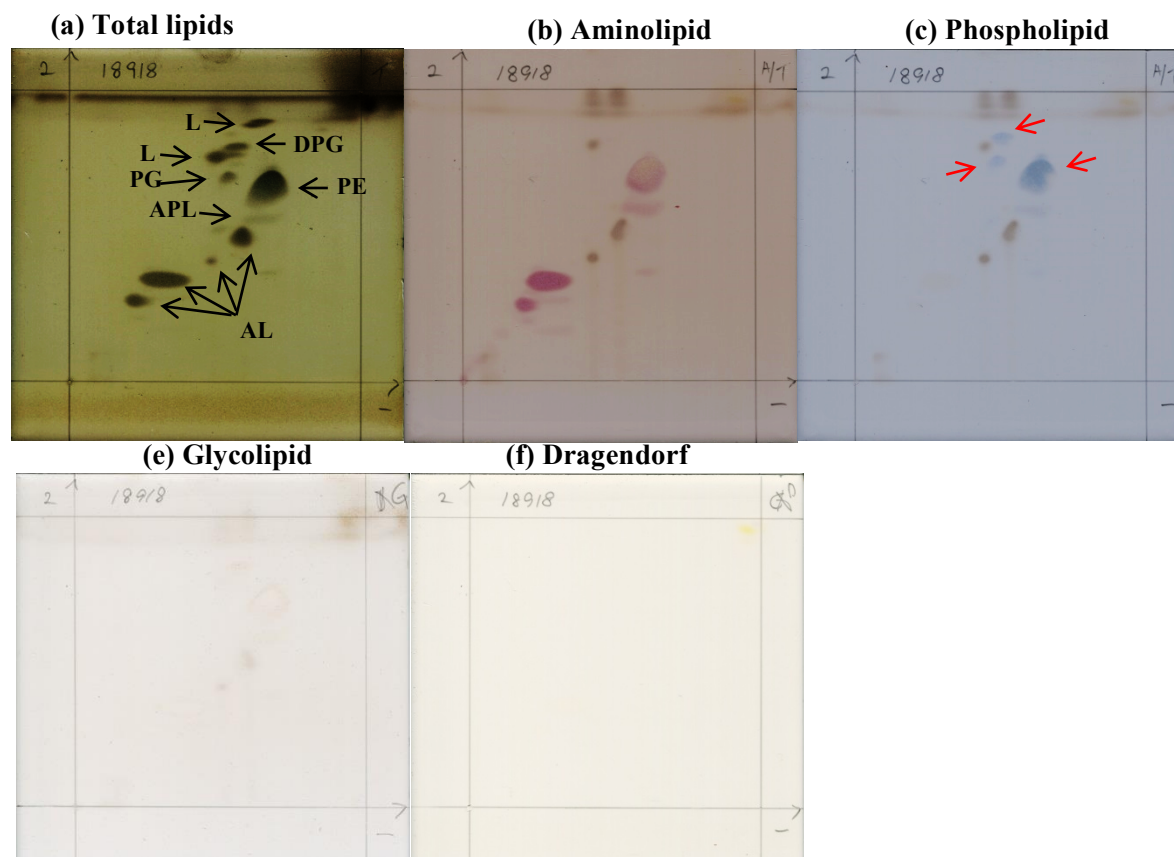 (a) Total lipids
(b) Aminolipid
(c) Phospholipid
2 18918
2 18918 A/T
2 18918 A/T
L
DPG
L
PG
PE
APL
AL
(e) Glycolipid
(f) Dragendorf
2 18918 G
2 18918 D